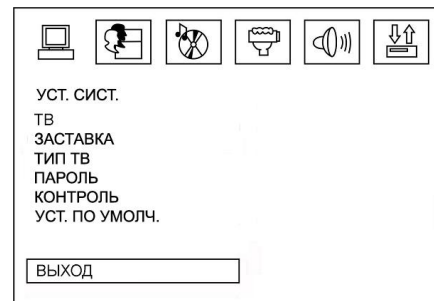 УСТ. СИСТ.
ТВ
ЗАСТАВКА
ТИП ТВ
ПАРОЛЬ
КОНТРОЛЬ
УСТ. ПО УМОЛЧ.
ВЫХОД